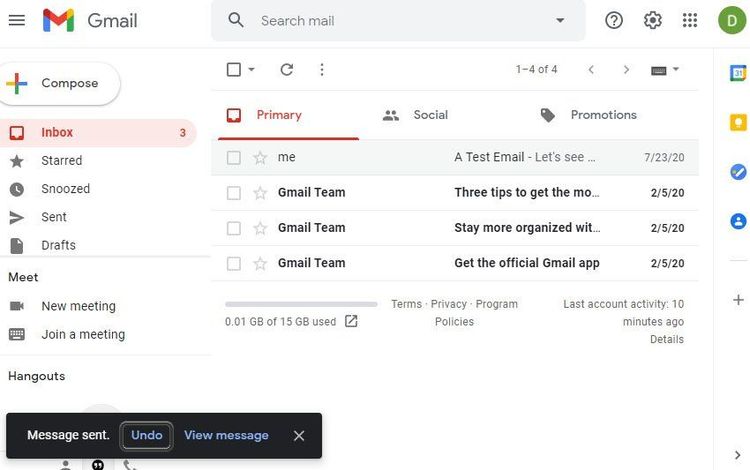 Gmail
Search mail
D
Compose
1–4 of 4
31
Primary
Social
Promotions
Inbox 3
Starred
Snoozed
Sent
Drafts
me A Test Email - Let's see ... 7/23/20
Gmail Team Three tips to get the mo... 2/5/20
Gmail Team Stay more organized wit... 2/5/20
Gmail Team Get the official Gmail app 2/5/20
Meet
New meeting
Join a meeting
Hangouts
0.01 GB of 15 GB used
Terms · Privacy · Program
Policies
Last account activity: 10
minutes ago
Details
Message sent. Undo View message